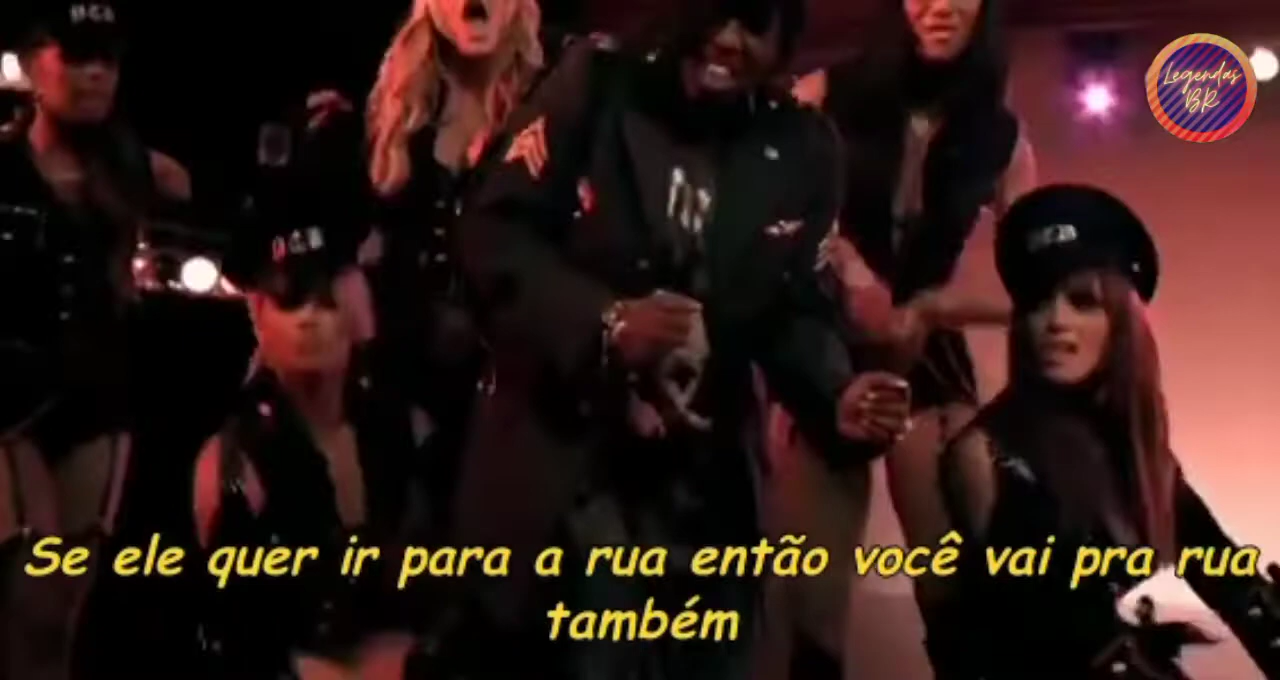 Legendas
BR
Se ele quer ir para a rua então você vai pra rua
também